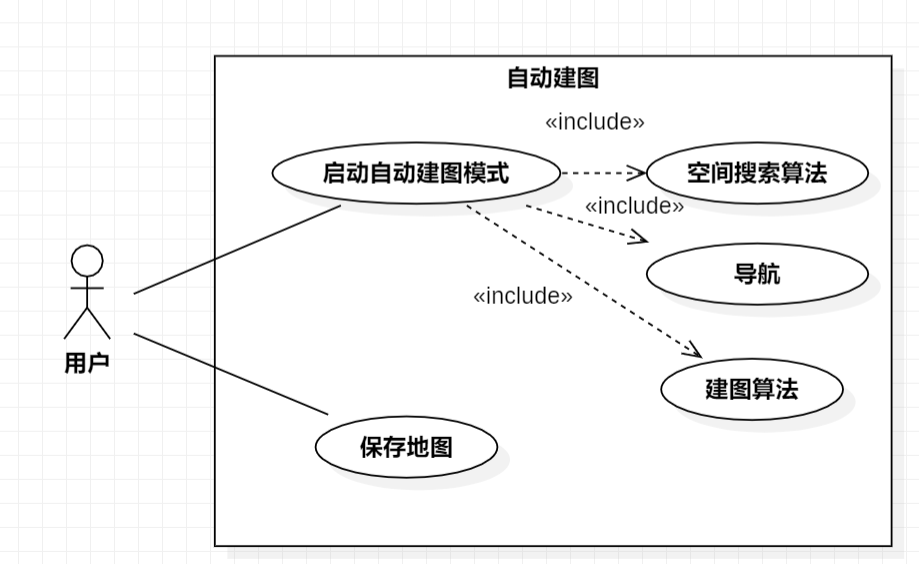 自动建图
«include»
启动自动建图模式
空间搜索算法
«include»
导航
«include»
用户
建图算法
保存地图